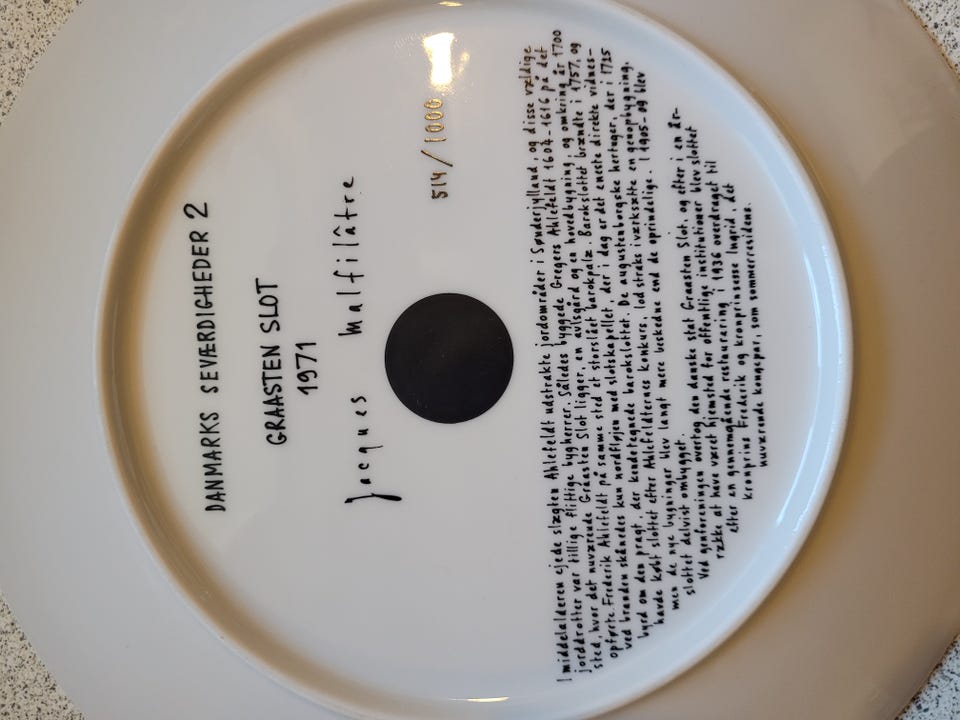 DANMARKS SEVÆRDIGHEDER 2
GRAASTEN SLOT
1971
Jacques Malfilâtre
514/1000
I middelalderen ejede slægten Ahlefeldt udstrakte jordområder i Sønderjylland, og disse vældige
jorddrotter var tillige flittige bygherrer. Således byggede Gregers Ahlefeldt 1604-1616 på det
sted, hvor det nuværende Graasten Slot ligger, en avlsgård og en hovedbygning, og omkring år 1700
opførte Frederik Ahlefeldt på samme sted et storslået barokpalz. Barokslottet brændte i 1757, og
ved branden skånedes kun nordfløjen med slotskapellet, der i dag er det eneste direkte vidnes-
byrd om den pragt, der kendetegnede barokslottet. De augustenborgske hertuger, der i 1725
havde købt slottet efter Ahlefeldternes konkurs, lod straks iværksætte en genopbygning,
men de nye bygninger blev langt mere beskedne end de oprindelige. I 1905- og blev
slottet delvist ombygget.
Ved genforeningen overtog den danske stat Graasten Slot, og efter i en år-
række at have været hjemsted for offentlige institutioner blev slottet
efter en gennemgående restaurering i 1936 overdraget til
kronprins Frederik og kronprinsesse Ingrid, det
nuværende kongepar, som sommerresidens.